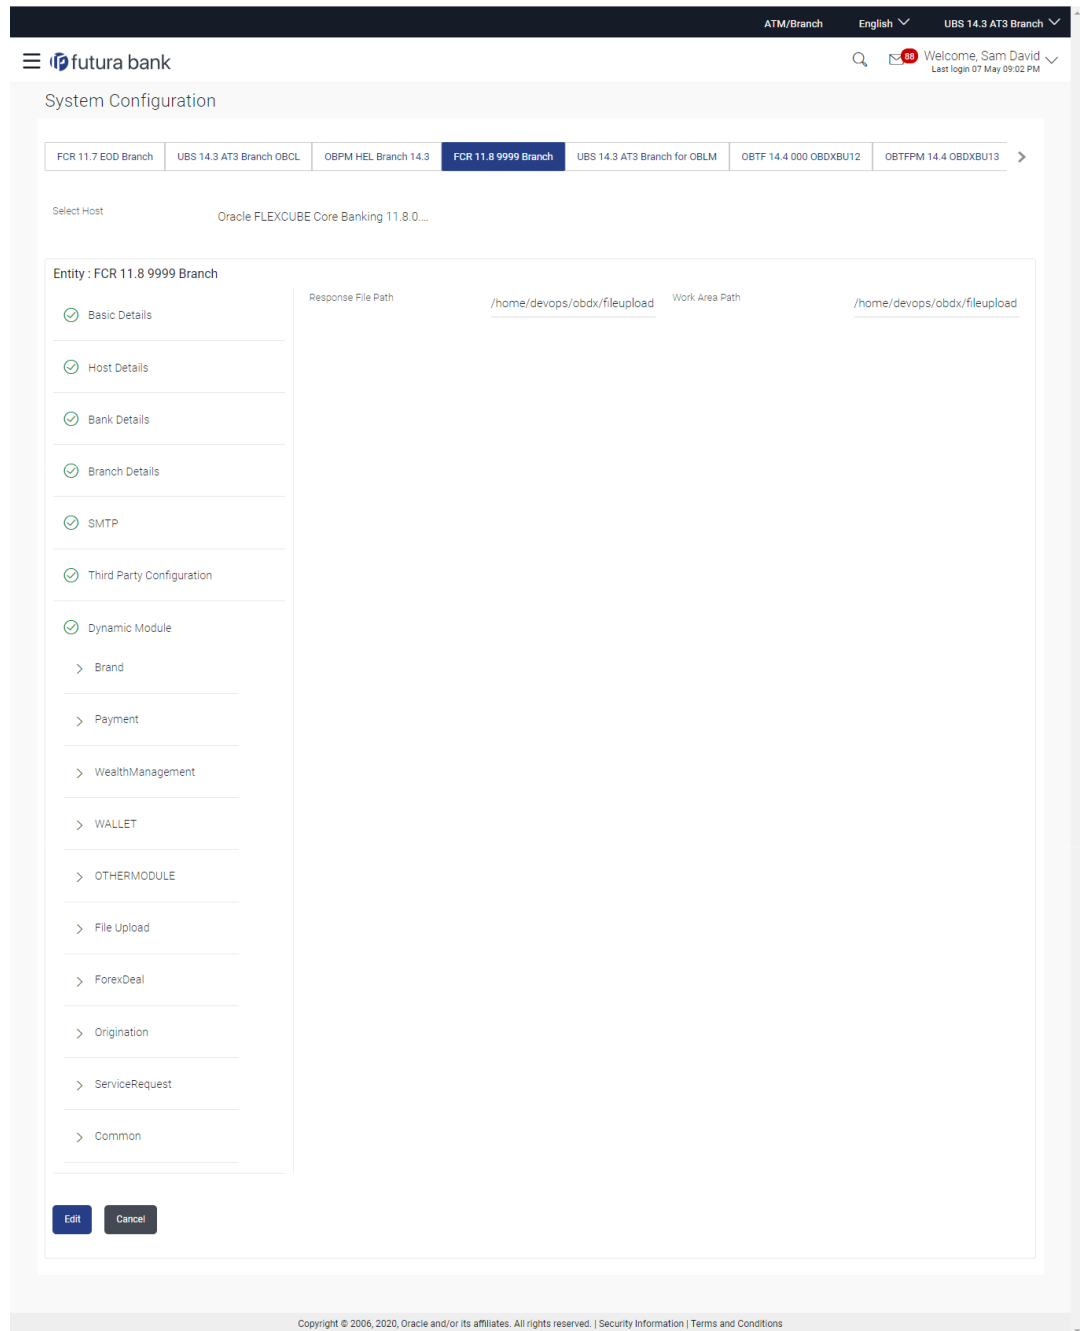 ATM/Branch English UBS 14.3 AT3 Branch
futura bank 88 Welcome, Sam David
Last login 07 May 09:02 PM
System Configuration
FCR 11.7 EOD Branch UBS 14.3 AT3 Branch OBCL OBPM HEL Branch 14.3 FCR 11.8 9999 Branch UBS 14.3 AT3 Branch for OBLM OBTF 14.4 000 OBDXBU12 OBTFPM 14.4 OBDXBU13
Select Host Oracle FLEXCUBE Core Banking 11.8.0....
Entity : FCR 11.8 9999 Branch
Response File Path /home/devops/obdx/fileupload Work Area Path /home/devops/obdx/fileupload
Basic Details
Host Details
Bank Details
Branch Details
SMTP
Third Party Configuration
Dynamic Module
Brand
Payment
WealthManagement
WALLET
OTHERMODULE
File Upload
ForexDeal
Origination
ServiceRequest
Common
Edit Cancel
Copyright © 2006, 2020, Oracle and/or its affiliates. All rights reserved. | Security Information | Terms and Conditions